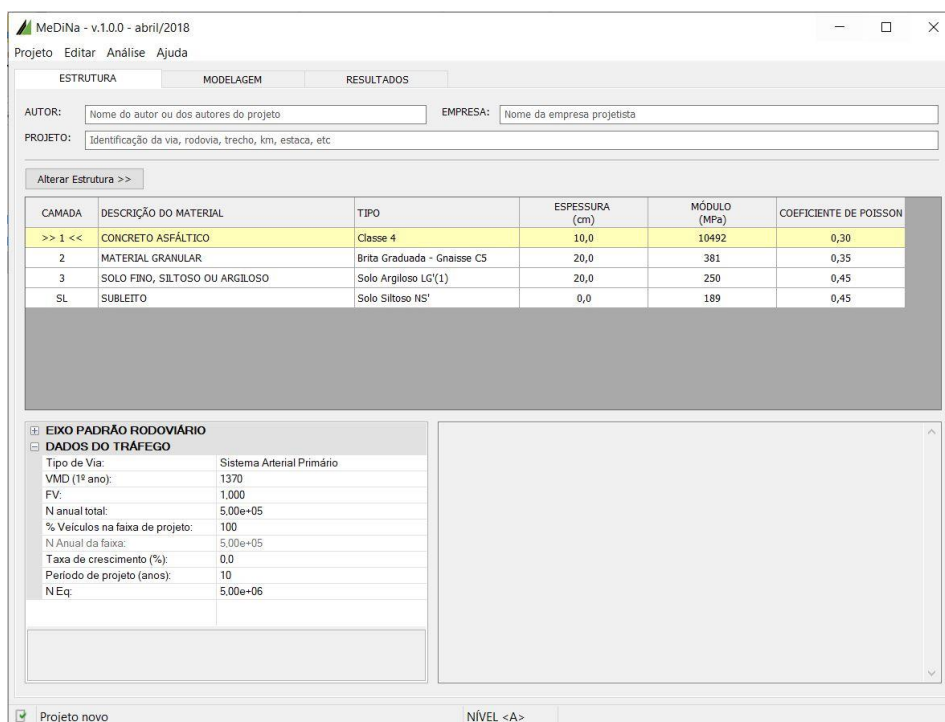 MeDiNa - v.1.0.0 - abril/2018
Projeto Editar Análise Ajuda
ESTRUTURA MODELAGEM RESULTADOS
AUTOR: Nome do autor ou dos autores do projeto EMPRESA: Nome da empresa projetista
PROJETO: Identificação da via, rodovia, trecho, km, estaca, etc
Alterar Estrutura >>
CAMADA DESCRIÇÃO DO MATERIAL TIPO ESPESSURA (cm) MÓDULO (MPa) COEFICIENTE DE POISSON
>> 1 << CONCRETO ASFÁLTICO Classe 4 10,0 10492 0,30
2 MATERIAL GRANULAR Brita Graduada - Gnaisse C5 20,0 381 0,35
3 SOLO FINO, SILTOSO OU ARGILOSO Solo Argiloso LG'(1) 20,0 250 0,45
SL SUBLEITO Solo Siltoso NS' 0,0 189 0,45
EIXO PADRÃO RODOVIÁRIO
DADOS DO TRÁFEGO
Tipo de Via: Sistema Arterial Primário
VMD (1º ano): 1370
FV: 1,000
N anual total: 5,00e+05
% Veículos na faixa de projeto: 100
N Anual da faixa: 5,00e+05
Taxa de crescimento (%): 0,0
Período de projeto (anos): 10
N Eq: 5,00e+06
Projeto novo NÍVEL <A>